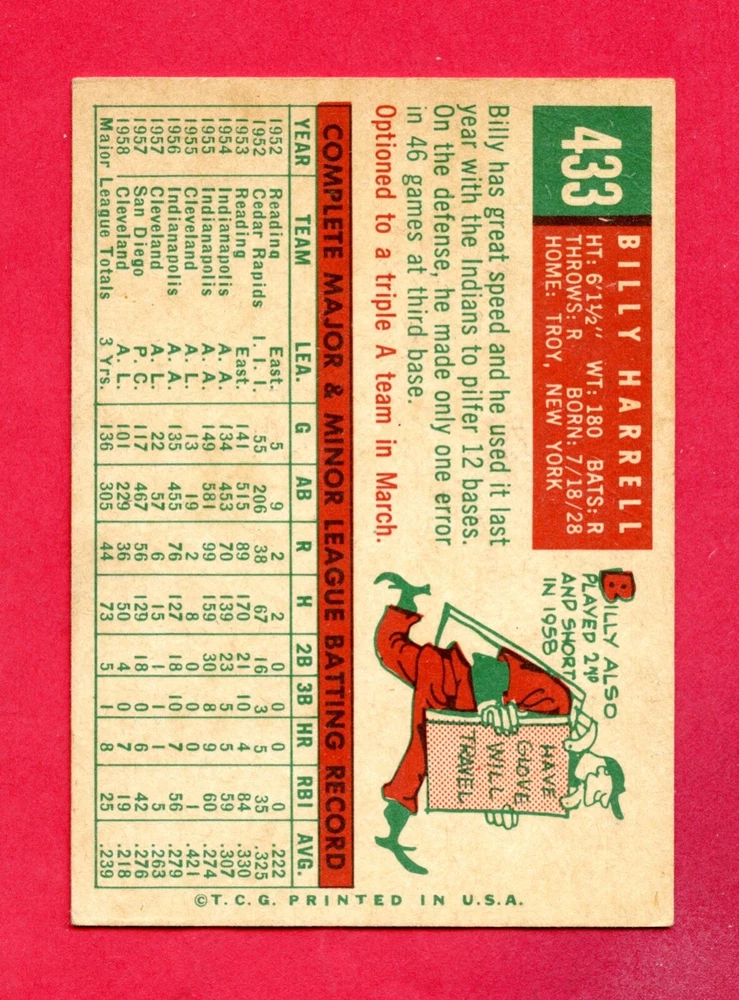 433
BILLY HARRELL
HT: 6'1½" WT: 180 BATS: R
THROWS: R BORN: 7/18/28
HOME: TROY, NEW YORK
Billy has great speed and he used it last
year with the Indians to pilfer 12 bases.
On the defense, he made only one error
in 46 games at third base.
Optioned to a triple A team in March.
BILLY ALSO
PLAYED 2ND
AND SHORT
IN 1958
HAVE
GLOVE
WILL
TRAVEL
COMPLETE MAJOR & MINOR LEAGUE BATTING RECORD
YEAR TEAM LEA. G AB R H 2B 3B HR RBI AVG.
1952 Reading East. 5 9 2 2 0 0 0 0 .222
1952 Cedar Rapids I. I. I. 55 206 38 67 16 3 5 35 .325
1953 Reading East. 141 515 89 170 21 10 4 84 .330
1954 Indianapolis A. A. 134 453 70 139 23 5 5 59 .307
1955 Indianapolis A. A. 149 581 99 159 30 8 9 60 .274
1955 Cleveland A. L. 13 19 2 8 0 0 0 1 .421
1956 Indianapolis A. A. 135 455 76 127 18 10 7 56 .279
1957 Cleveland A. L. 22 57 6 15 1 1 1 5 .263
1957 San Diego P. C. 117 467 56 129 18 0 6 42 .276
1958 Cleveland A. L. 101 229 36 50 4 0 7 19 .218
Major League Totals 3 Yrs. 136 305 44 73 5 1 8 25 .239
© T. C. G. PRINTED IN U.S.A.